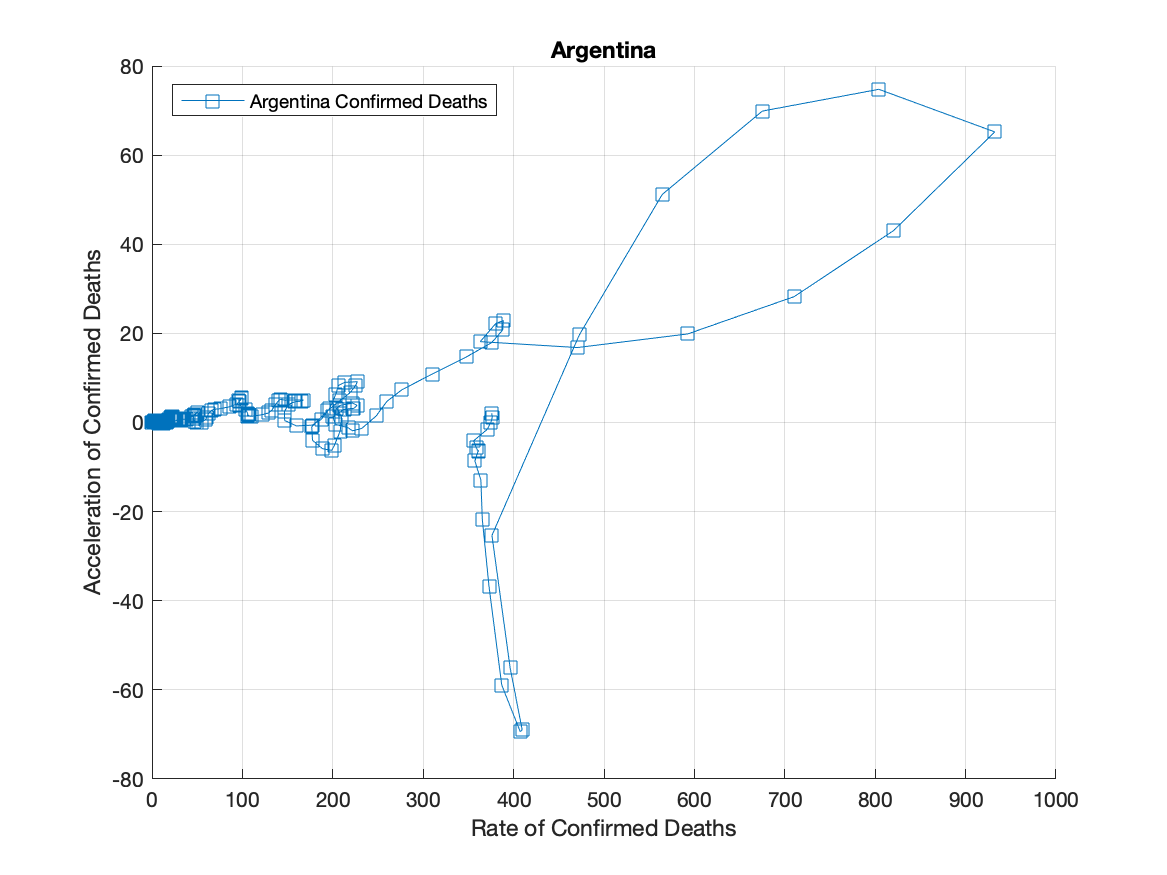 Argentina
Argentina Confirmed Deaths
80
60
40
20
0
-20
-40
-60
-80
0 100 200 300 400 500 600 700 800 900 1000
Rate of Confirmed Deaths
Acceleration of Confirmed Deaths